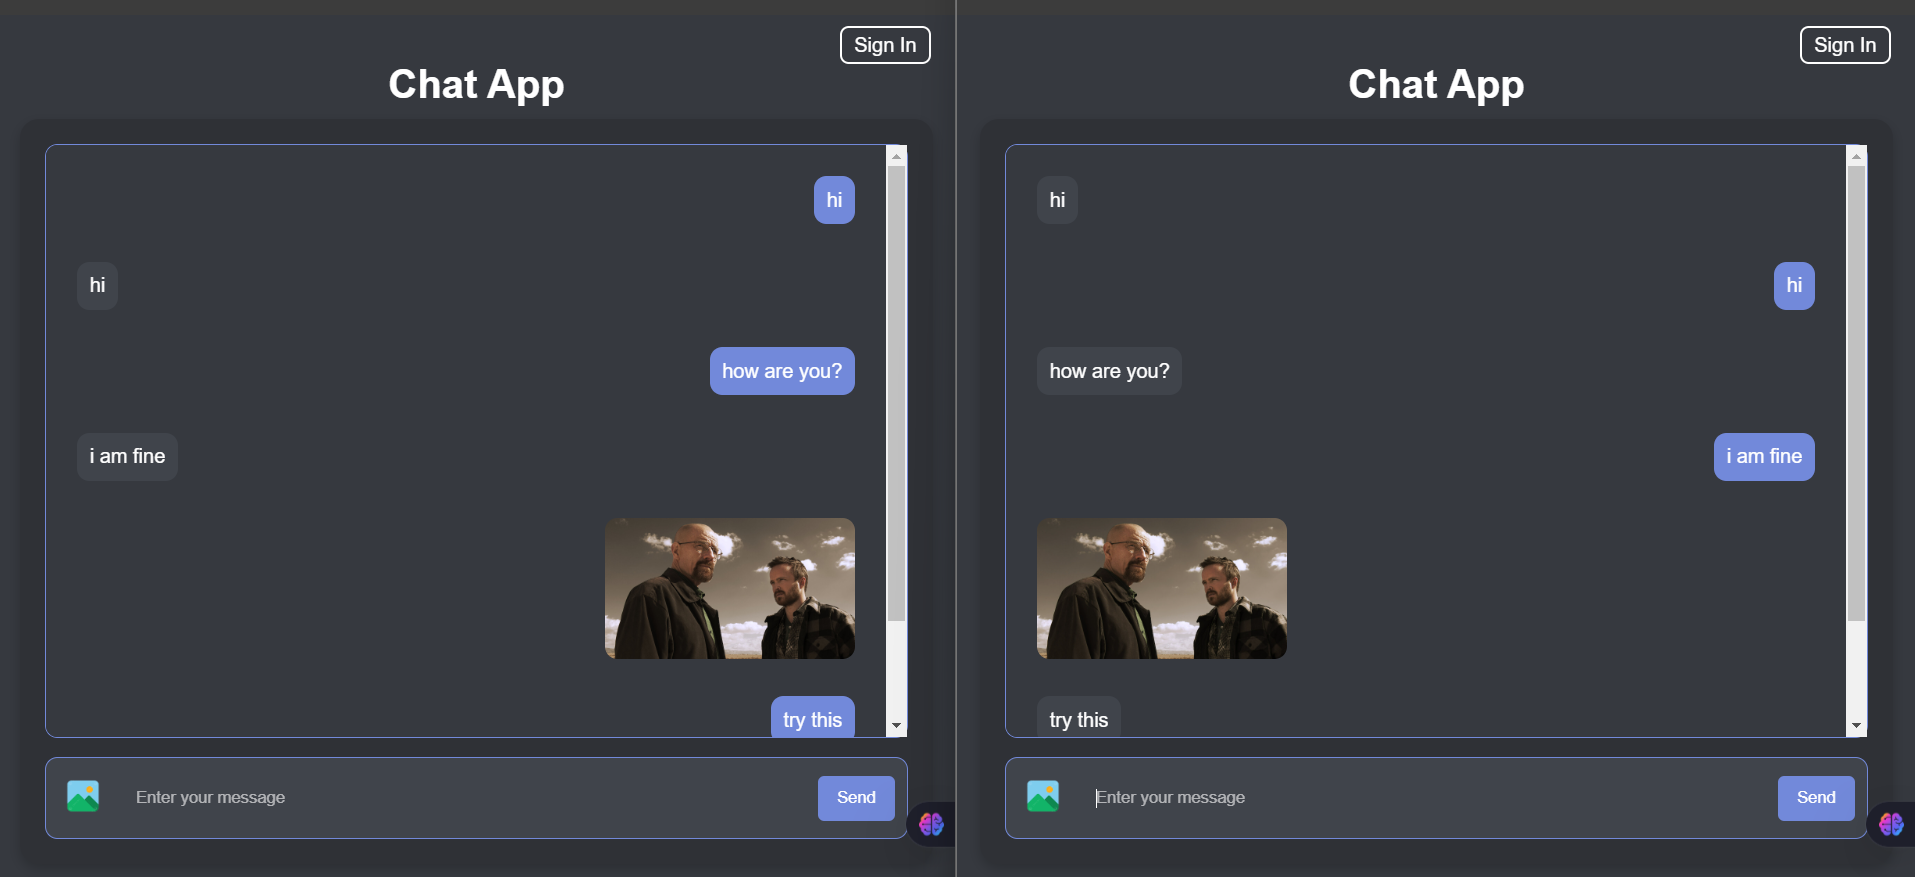 Sign In
Chat App
hi
hi
how are you?
i am fine
try this
Enter your message
Send
Sign In
Chat App
hi
hi
how are you?
i am fine
try this
Enter your message
Send